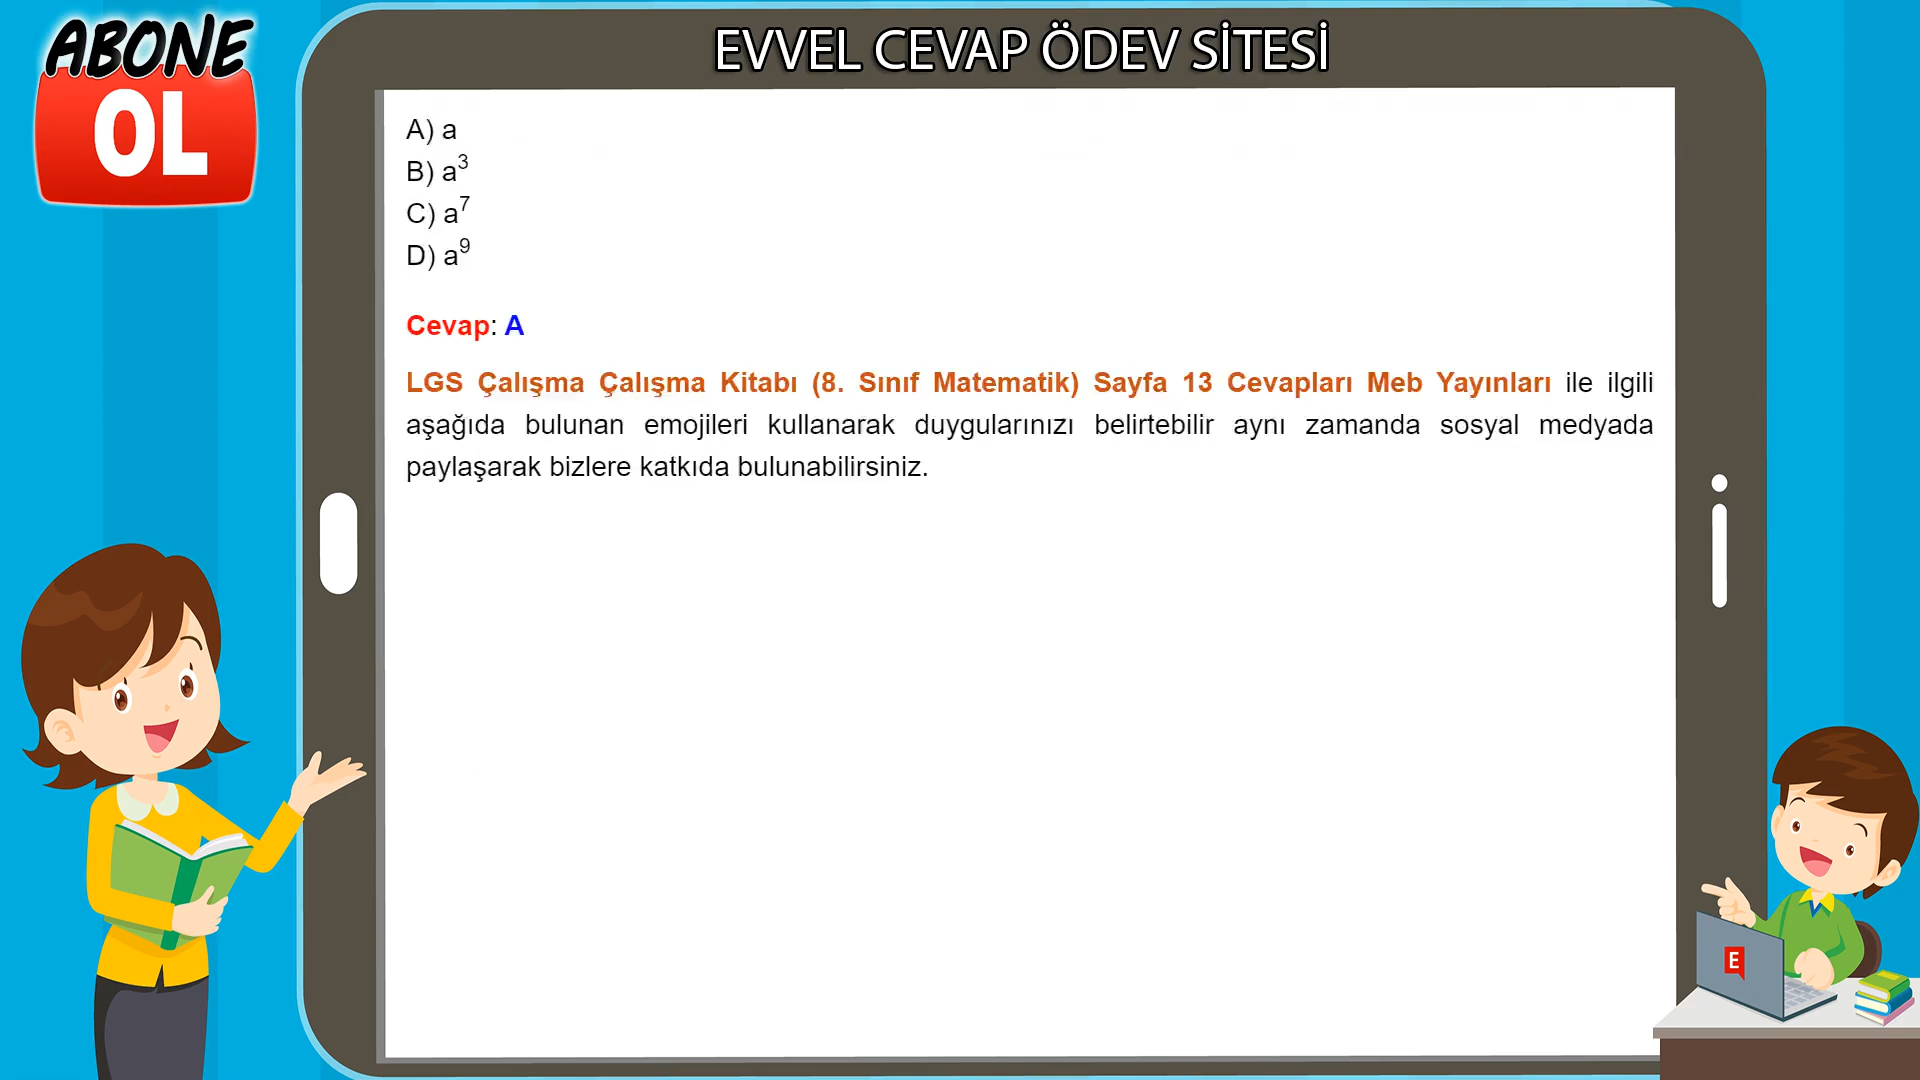 ABONE
OL
EVVEL CEVAP ÖDEV SİTESİ
A) a
B) a³
C) a⁷
D) a⁹
Cevap: A
LGS Çalışma Çalışma Kitabı (8. Sınıf Matematik) Sayfa 13 Cevapları Meb Yayınları ile ilgili
aşağıda bulunan emojileri kullanarak duygularınızı belirtebilir aynı zamanda sosyal medyada
paylaşarak bizlere katkıda bulunabilirsiniz.
E